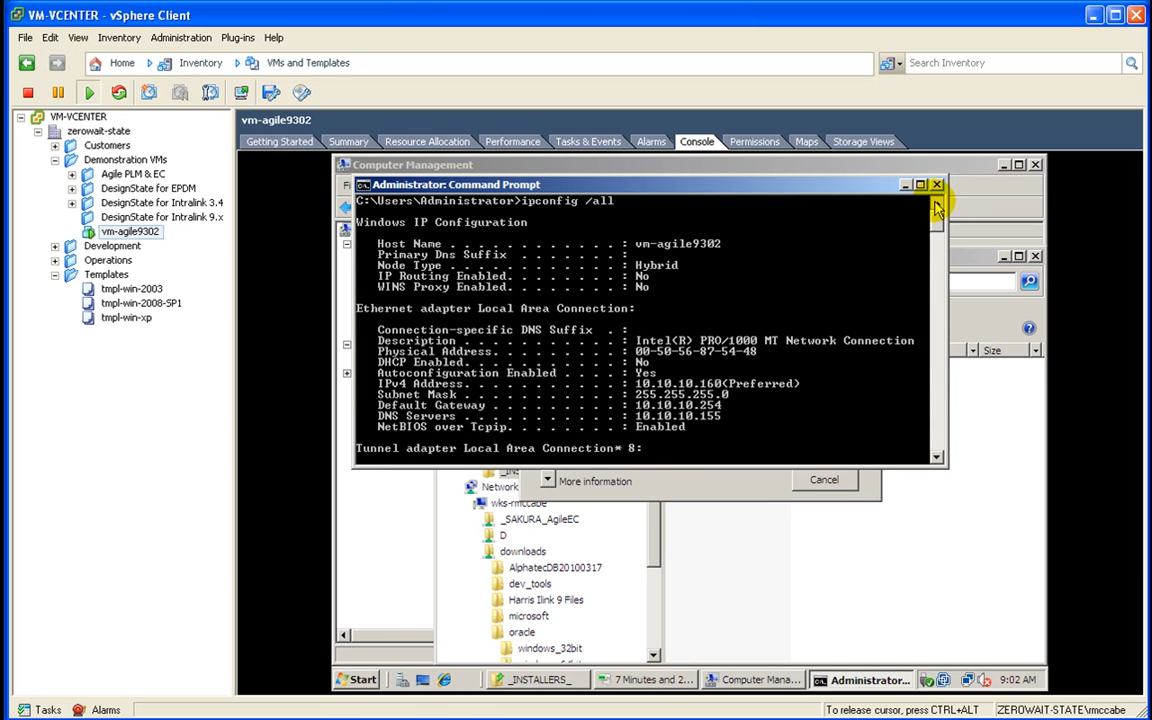 VM-VCENTER - vSphere Client
File Edit View Inventory Administration Plug-ins Help
Home Inventory VMs and Templates Search Inventory
VM-VCENTER
zerowait-state
Customers
Demonstration VMs
Agile PLM & EC
DesignState for EPDM
DesignState for Intralink 3.4
DesignState for Intralink 9.x
vm-agile9302
Development
Operations
Templates
tmpl-win-2003
tmpl-win-2008-SP1
tmpl-win-xp
vm-agile9302
Getting Started Summary Resource Allocation Performance Tasks & Events Alarms Console Permissions Maps Storage Views
Computer Management
Fi
Administrator: Command Prompt
C:\Users\Administrator>ipconfig /all
Windows IP Configuration
Host Name . . . . . . . . . . . . : vm-agile9302
Primary Dns Suffix  . . . . . . . :
Node Type . . . . . . . . . . . . : Hybrid
IP Routing Enabled. . . . . . . . : No
WINS Proxy Enabled. . . . . . . . : No
Ethernet adapter Local Area Connection:
Connection-specific DNS Suffix  . :
Description . . . . . . . . . . . : Intel(R) PRO/1000 MT Network Connection
Physical Address. . . . . . . . . : 00-50-56-87-54-48
DHCP Enabled. . . . . . . . . . . : No
Autoconfiguration Enabled . . . . : Yes
IPv4 Address. . . . . . . . . . . : 10.10.10.160(Preferred)
Subnet Mask . . . . . . . . . . . : 255.255.255.0
Default Gateway . . . . . . . . . : 10.10.10.254
DNS Servers . . . . . . . . . . . : 10.10.10.155
NetBIOS over Tcpip. . . . . . . . : Enabled
Tunnel adapter Local Area Connection* 8:
Size
More information Cancel
Network
wks-rmccabe
_SAKURA_AgileEC
D
downloads
AlphatecDB20100317
dev_tools
Harris Ilink 9 Files
microsoft
oracle
windows_32bit
Start _INSTALLERS_ 7 Minutes and 2... Computer Mana... Administrator... 9:02 AM
Tasks Alarms To release cursor, press CTRL+ALT ZEROWAIT-STATE\mccabe